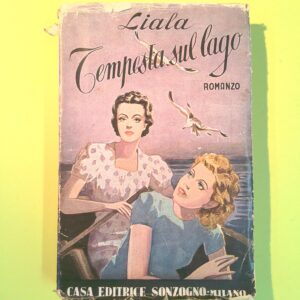 Liala
Tempesta sul lago
ROMANZO
CASA EDITRICE SONZOGNO-MILANO